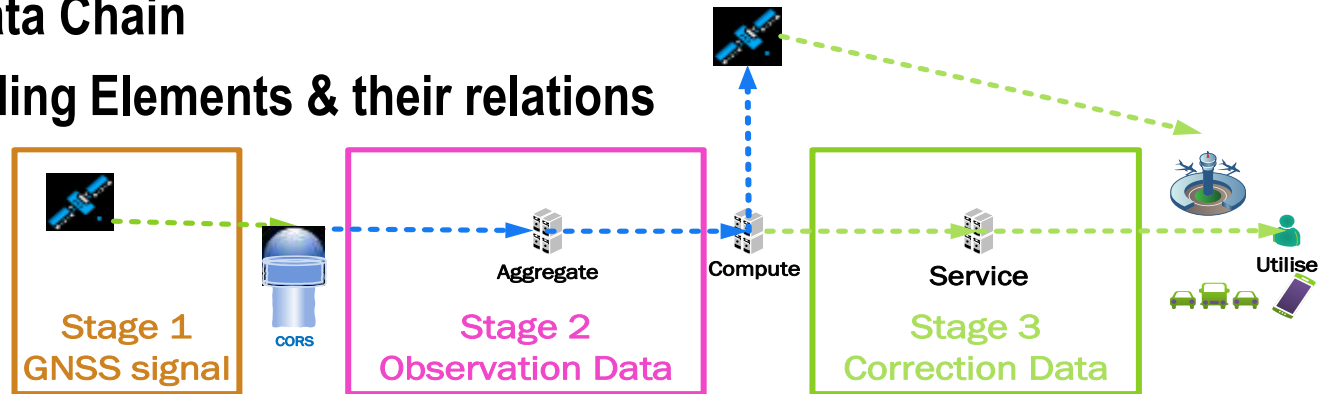 ata Chain
ling Elements & their relations
Aggregate
Compute
Service
Utilise
CORS
Stage 1
GNSS signal
Stage 2
Observation Data
Stage 3
Correction Data